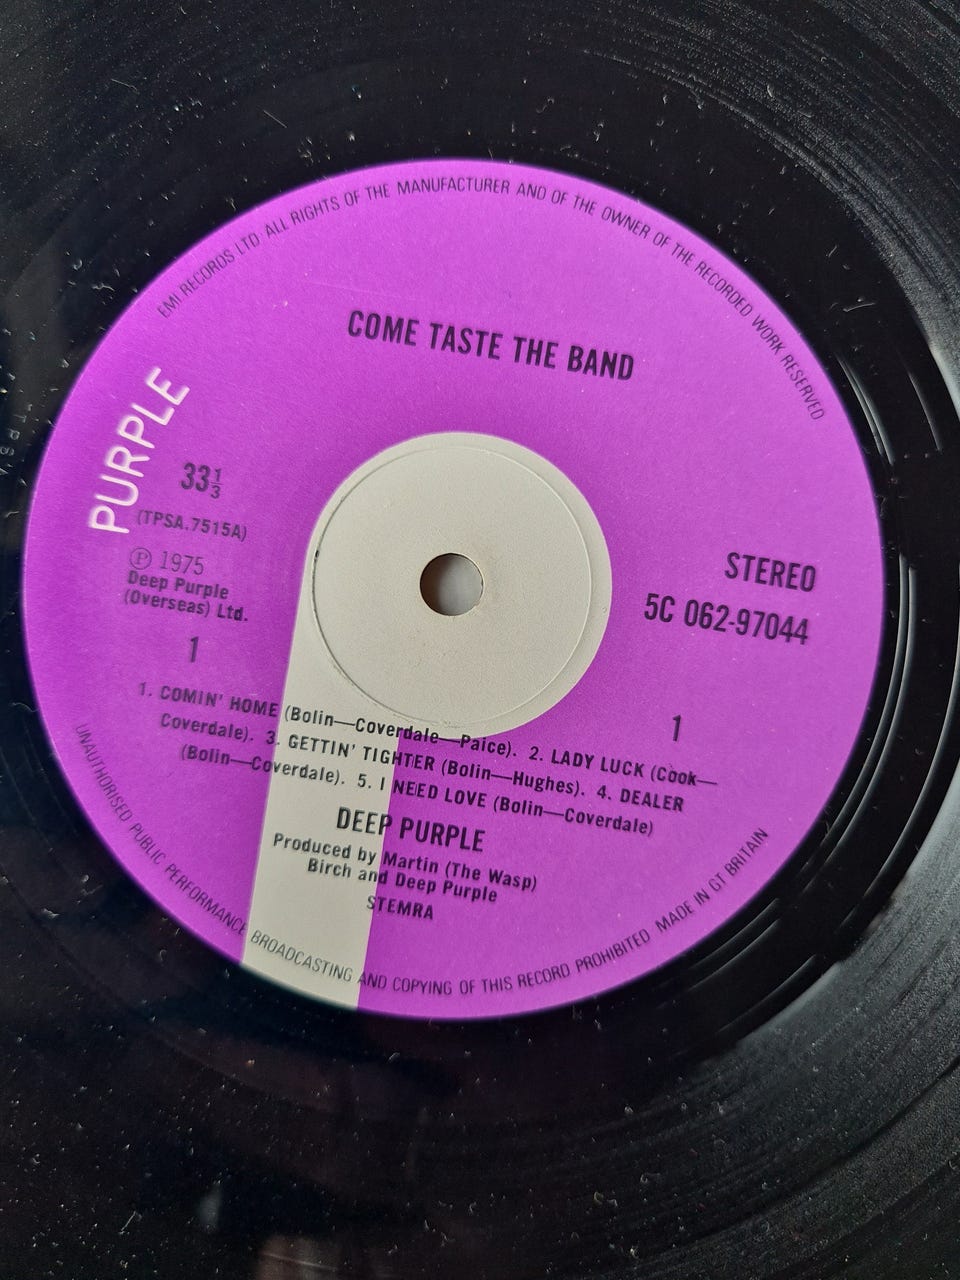 EMI RECORDS LTD· ALL RIGHTS OF THE MANUFACTURER AND OF THE OWNER OF THE RECORDED WORK RESERVED
COME TASTE THE BAND
PURPLE
33⅓
(TPSA.7515A)
Ⓟ 1975
Deep Purple
(Overseas) Ltd.
1
STEREO
5C 062-97044
1
1. COMIN' HOME (Bolin—Coverdale—Paice). 2. LADY LUCK (Cook—
Coverdale). 3. GETTIN' TIGHTER (Bolin—Hughes). 4. DEALER
(Bolin—Coverdale). 5. I NEED LOVE (Bolin—Coverdale)
DEEP PURPLE
Produced by Martin (The Wasp)
Birch and Deep Purple
STEMRA
UNAUTHORISED PUBLIC PERFORMANCE BROADCASTING AND COPYING OF THIS RECORD PROHIBITED MADE IN GT BRITAIN